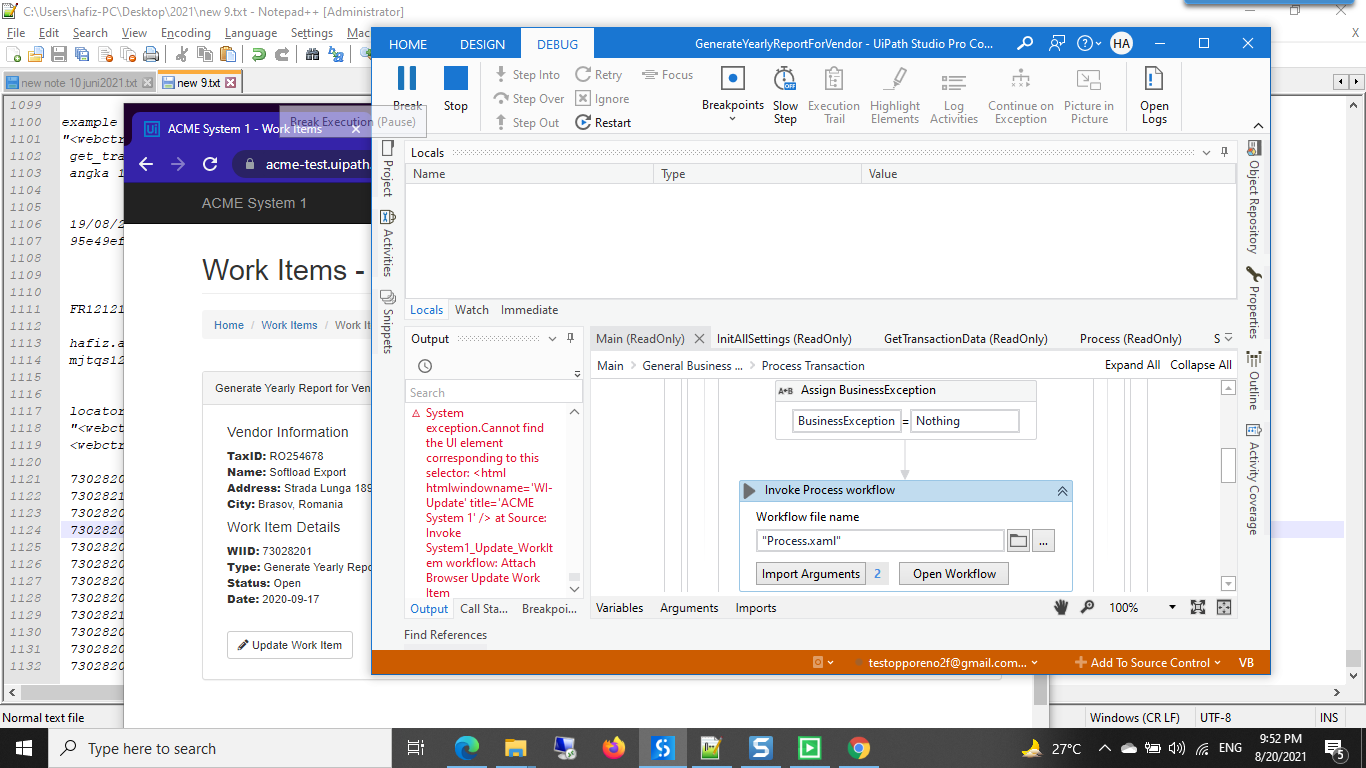 C:\Users\hafiz-PC\Desktop\2021\new 9.txt - Notepad++ [Administrator]
File Edit Search View Encoding Language Settings Mac
X
new note 10 juni2021.txt
new 9.txt
1099
1100 example
1101 "<webctr
1102 get_tra
1103 angka 1
1104
1105
1106 19/08/2
1107 95e49ef
1108
1109
1110
1111 FR12121
1112
1113 hafiz.a
1114 mjtqs12
1115
1116
1117 locator
1118 "<webctr
1119 <webctr
1120
1121 7302820
1122 7302820
1123 7302820
1124 7302820
1125 7302820
1126 7302820
1127 7302820
1128 7302820
1129 7302821
1130 7302820
1131 7302820
1132 7302820
Normal text file
Windows (CR LF)
UTF-8
INS
Ui
ACME System 1 - Work Items
acme-test.uipath.
ACME System 1
Work Items -
Home / Work Items / Work It
Generate Yearly Report for Ven
Vendor Information
TaxID: RO254678
Name: Softload Export
Address: Strada Lunga 189
City: Brasov, Romania
Work Item Details
WIID: 73028201
Type: Generate Yearly Repo
Status: Open
Date: 2020-09-17
Update Work Item
HOME DESIGN DEBUG
GenerateYearlyReportForVendor - UiPath Studio Pro Co...
HA
Break
Break Execution (Pause)
Stop
Step Into
Step Over
Step Out
Retry
Ignore
Restart
Focus
Breakpoints
Slow Step
OFF
Execution Trail
Highlight Elements
Log Activities
Continue on Exception
Picture in Picture
Open Logs
Project
Activities
Snippets
Locals
Name Type Value
Locals Watch Immediate
Object Repository
Properties
Outline
Activity Coverage
Output
Search
System
exception.Cannot find
the UI element
corresponding to this
selector: <html
htmlwindowname='WI-
Update' title='ACME
System 1' /> at Source:
Invoke
System1_Update_WorkIt
em workflow: Attach
Browser Update Work
Item
Output Call Sta... Breakpoi...
Find References
Main (ReadOnly)
InitAllSettings (ReadOnly)
GetTransactionData (ReadOnly)
Process (ReadOnly)
S
Main > General Business ... > Process Transaction
Expand All Collapse All
A+B Assign BusinessException
BusinessException = Nothing
Invoke Process workflow
Workflow file name
"Process.xaml"
...
Import Arguments 2
Open Workflow
Variables Arguments Imports
100%
testopporeno2f@gmail.com...
Add To Source Control
VB
Type here to search
27°C
ENG
9:52 PM
8/20/2021
5